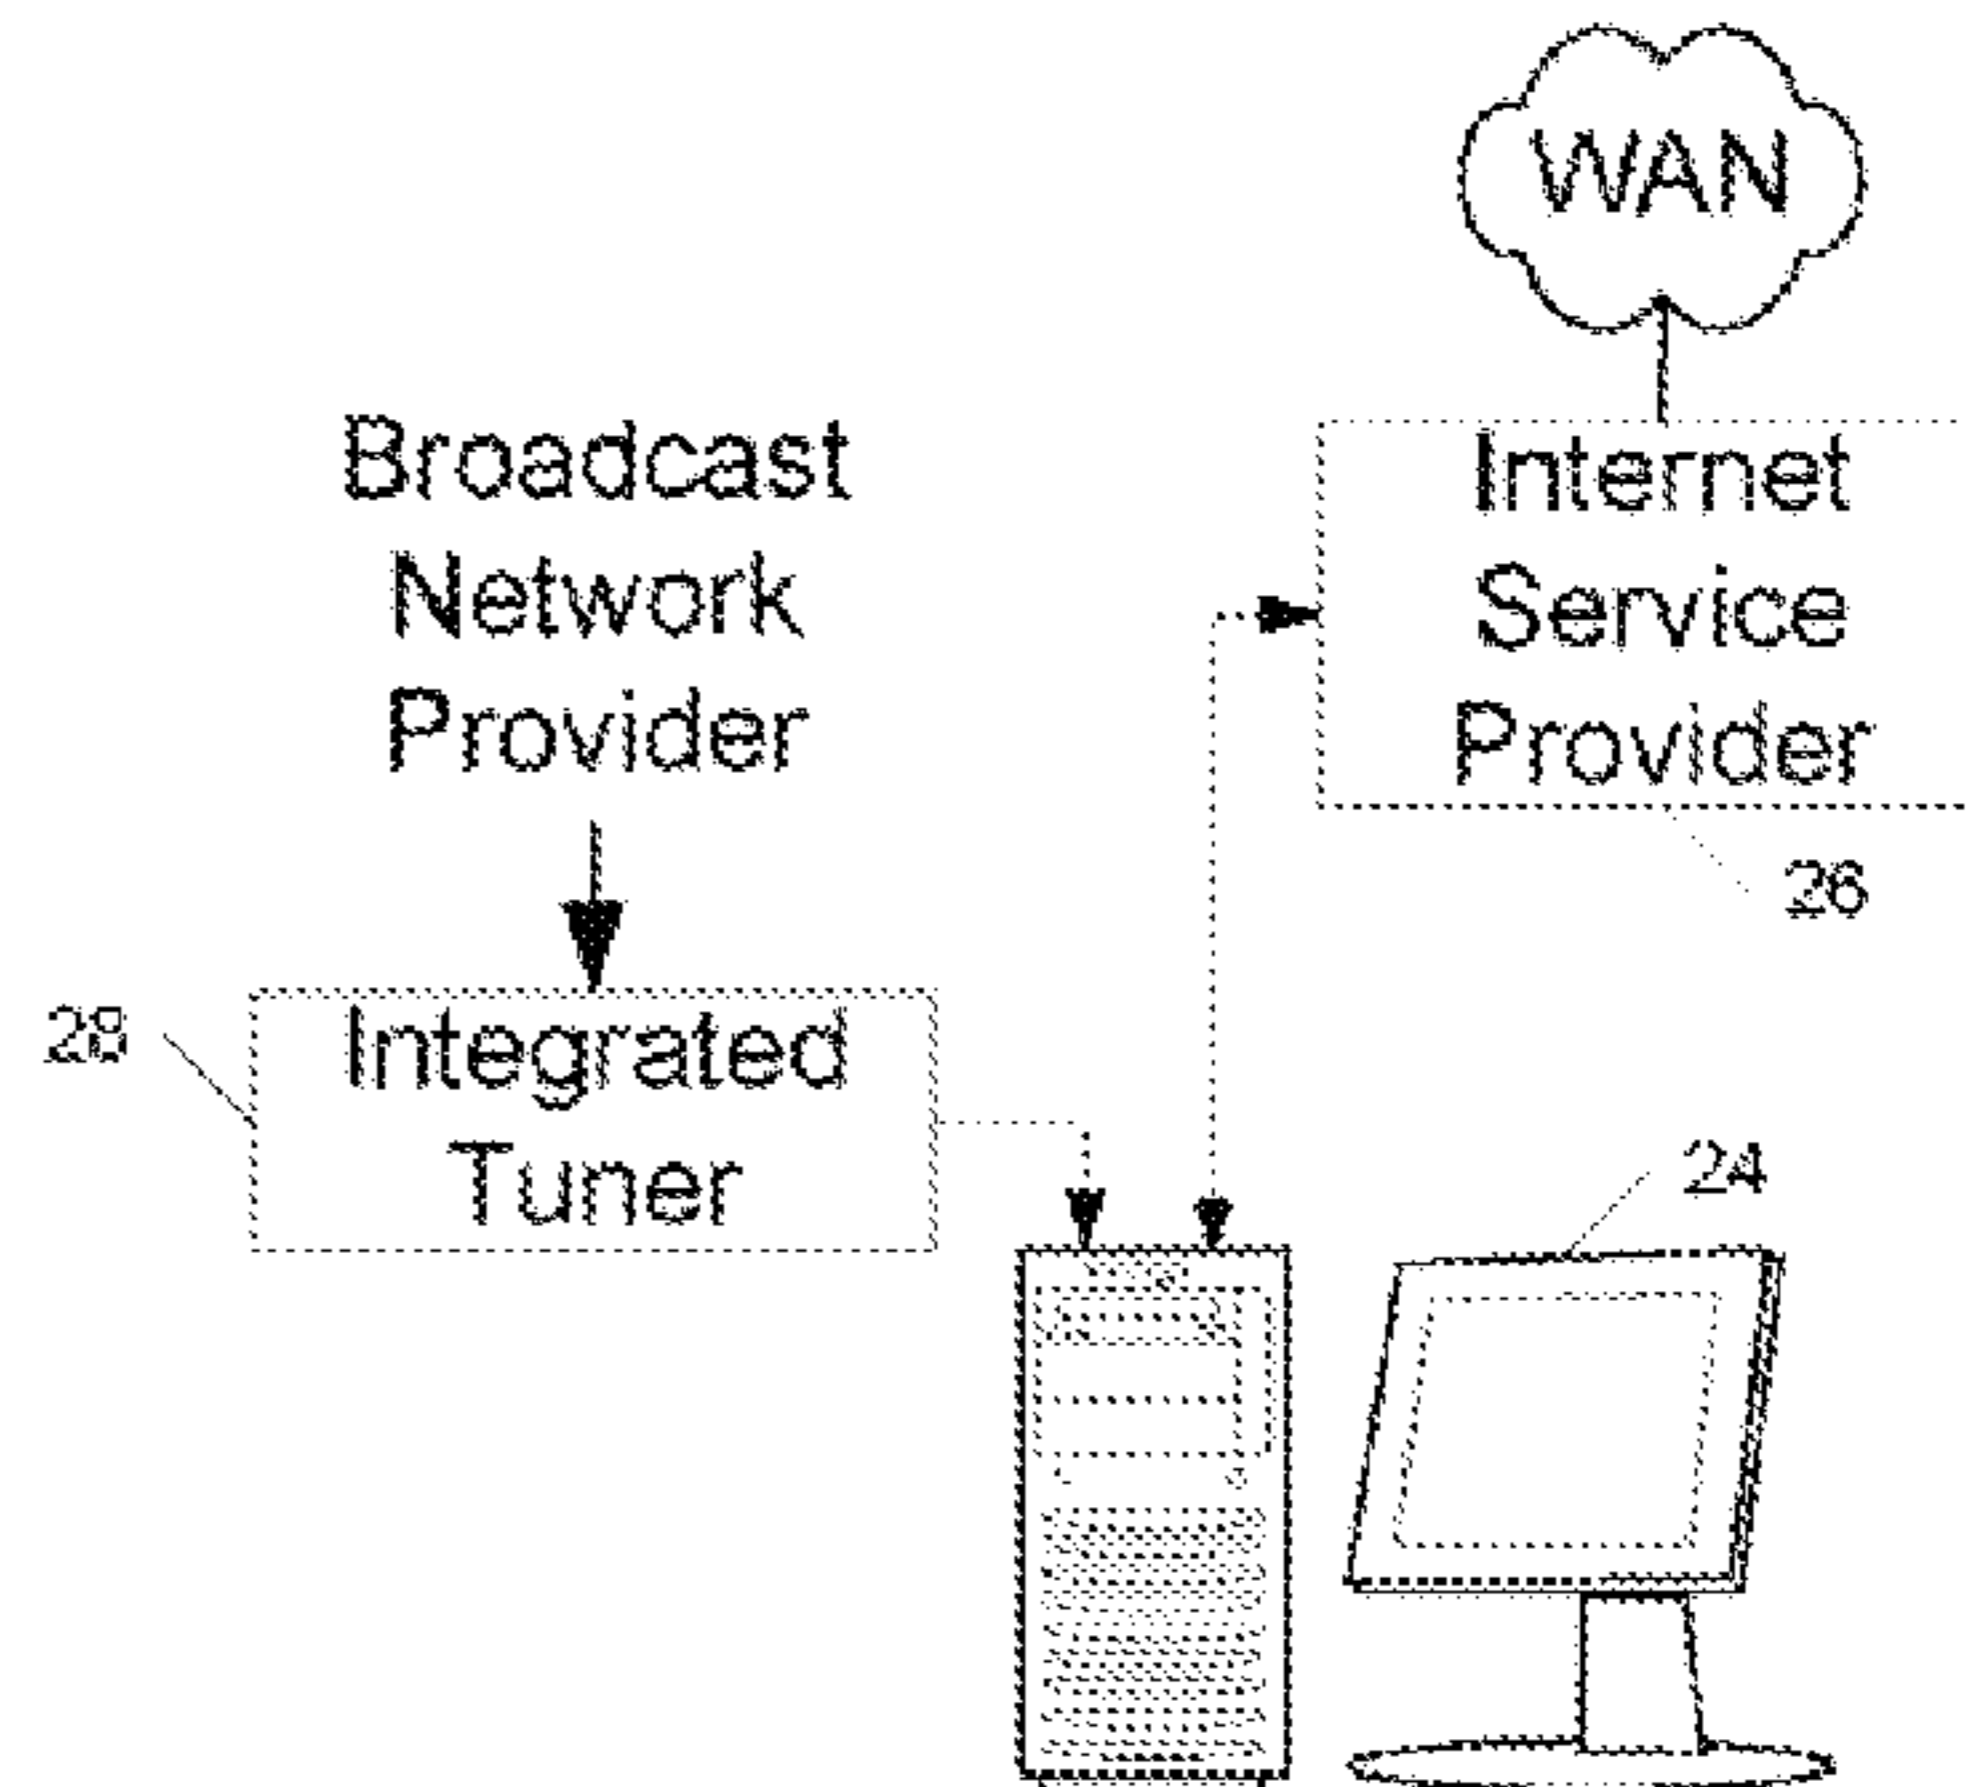 WAN
Broadcast
Network
Provider
Internet
Service
Provider
26
28
Integrated
Tuner
24